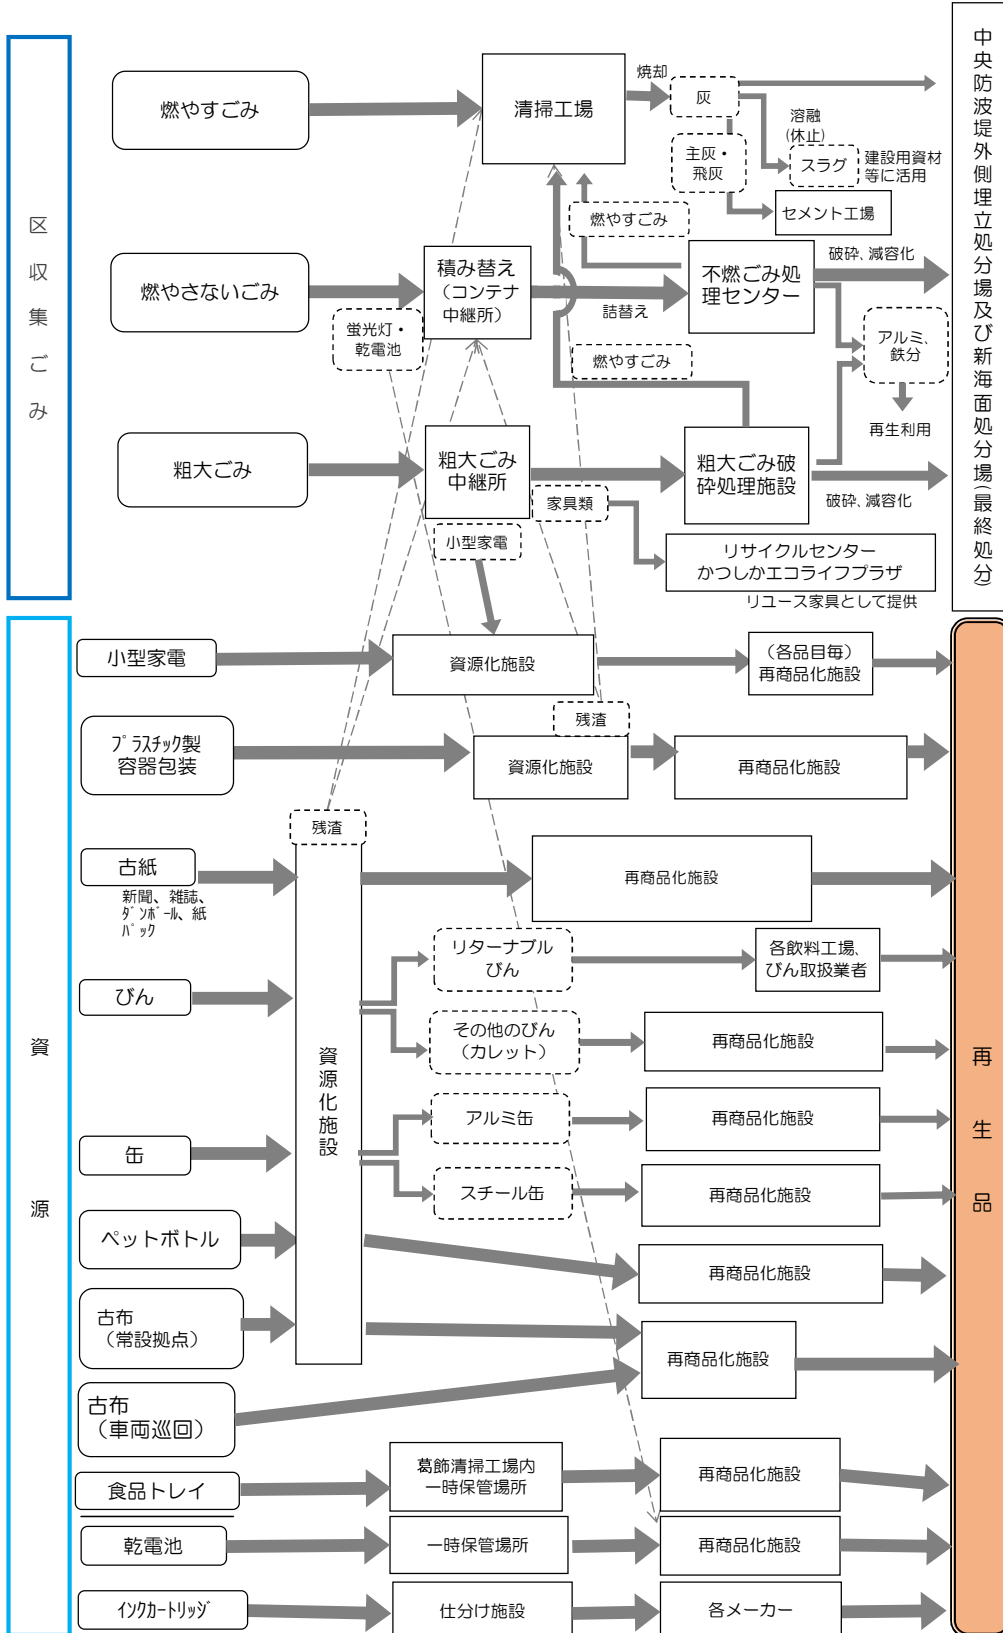 区収集ごみ
燃やすごみ
清掃工場
焼却
灰
溶融
(休止)
主灰・
飛灰
スラグ
建設用資材
等に活用
セメント工場
燃やすごみ
燃やさないごみ
積み替え
（コンテナ
中継所）
詰替え
不燃ごみ処
理センター
破砕、減容化
蛍光灯・
乾電池
燃やすごみ
アルミ、
鉄分
再生利用
粗大ごみ
粗大ごみ
中継所
粗大ごみ破
砕処理施設
破砕、減容化
家具類
小型家電
リサイクルセンター
かつしかエコライフプラザ
リユース家具として提供
中央防波堤外側埋立処分場及び新海面処分場(最終処分)
資源
小型家電
資源化施設
（各品目毎）
再商品化施設
残渣
プラスチック製
容器包装
資源化施設
再商品化施設
残渣
古紙
新聞、雑誌、
ダンボール、紙
パック
資源化施設
再商品化施設
びん
リターナブル
びん
各飲料工場、
びん取扱業者
その他のびん
（カレット）
再商品化施設
缶
アルミ缶
再商品化施設
スチール缶
再商品化施設
ペットボトル
再商品化施設
古布
（常設拠点）
再商品化施設
古布
（車両巡回）
食品トレイ
葛飾清掃工場内
一時保管場所
再商品化施設
乾電池
一時保管場所
再商品化施設
インクカートリッジ
仕分け施設
各メーカー
再生品